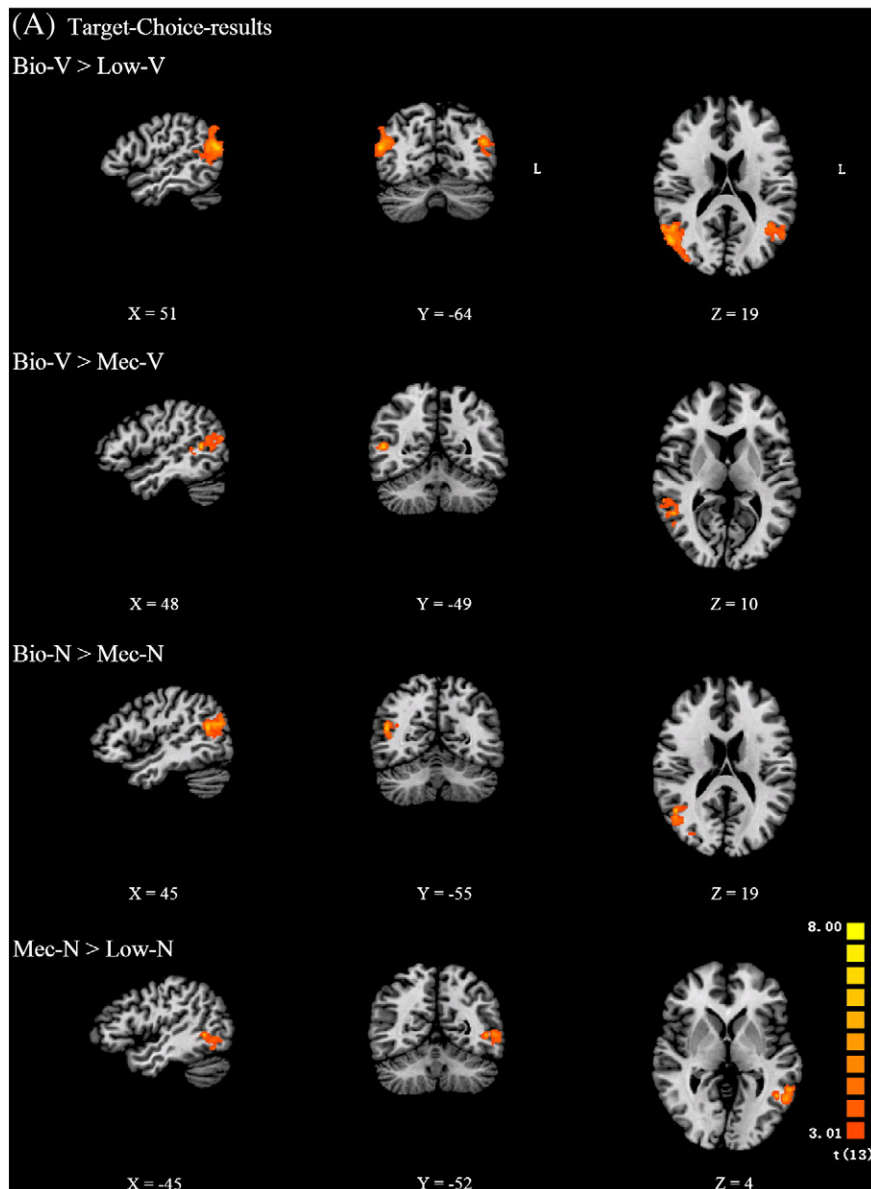 (A) Target-Choice-results
Bio-V > Low-V
L
L
X = 51
Y = -64
Z = 19
Bio-V > Mec-V
X = 48
Y = -49
Z = 10
Bio-N > Mec-N
X = 45
Y = -55
Z = 19
Mec-N > Low-N
8.00
3.01
t(13)
X = -45
Y = -52
Z = 4